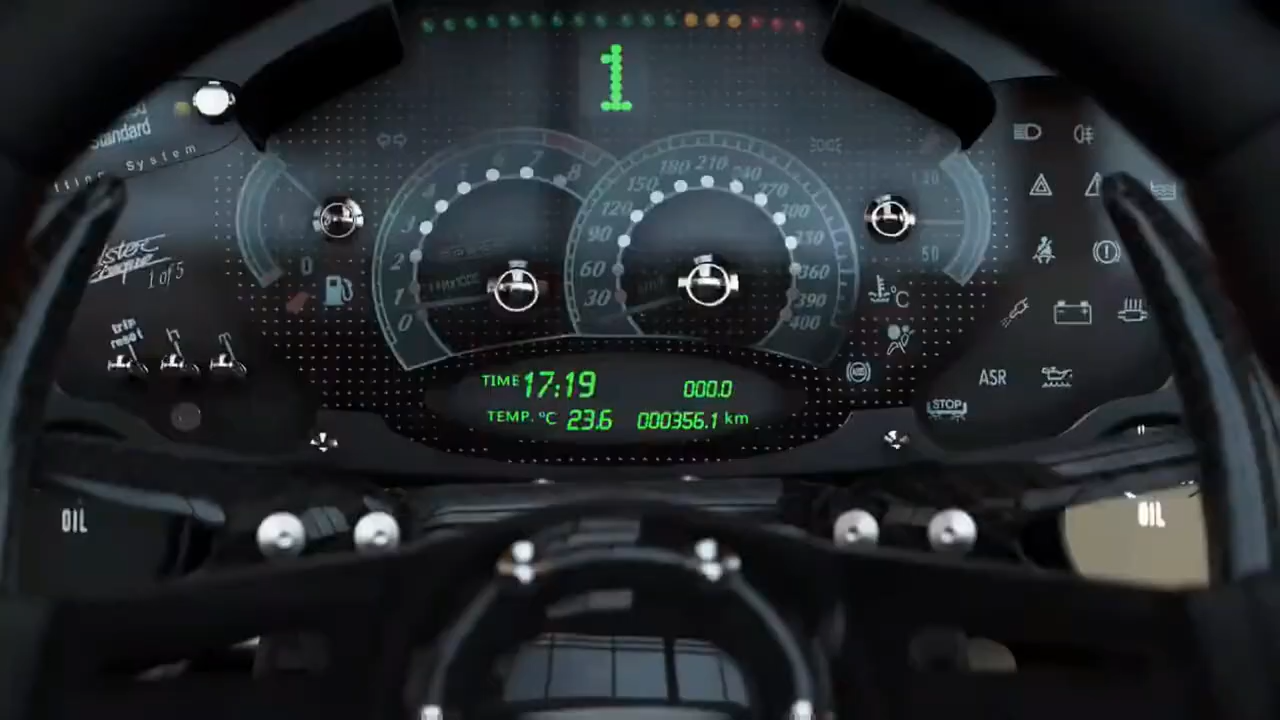 1
Standard
System
1 of 5
trip
reset
0
0
1
2
3
4
6
7
8
30
60
90
120
150
180
210
240
270
300
330
360
390
400
130
50
°C
TIME 17:19
000.0
TEMP. °C 23.6
000356.1 km
ASR
STOP
OIL
OIL